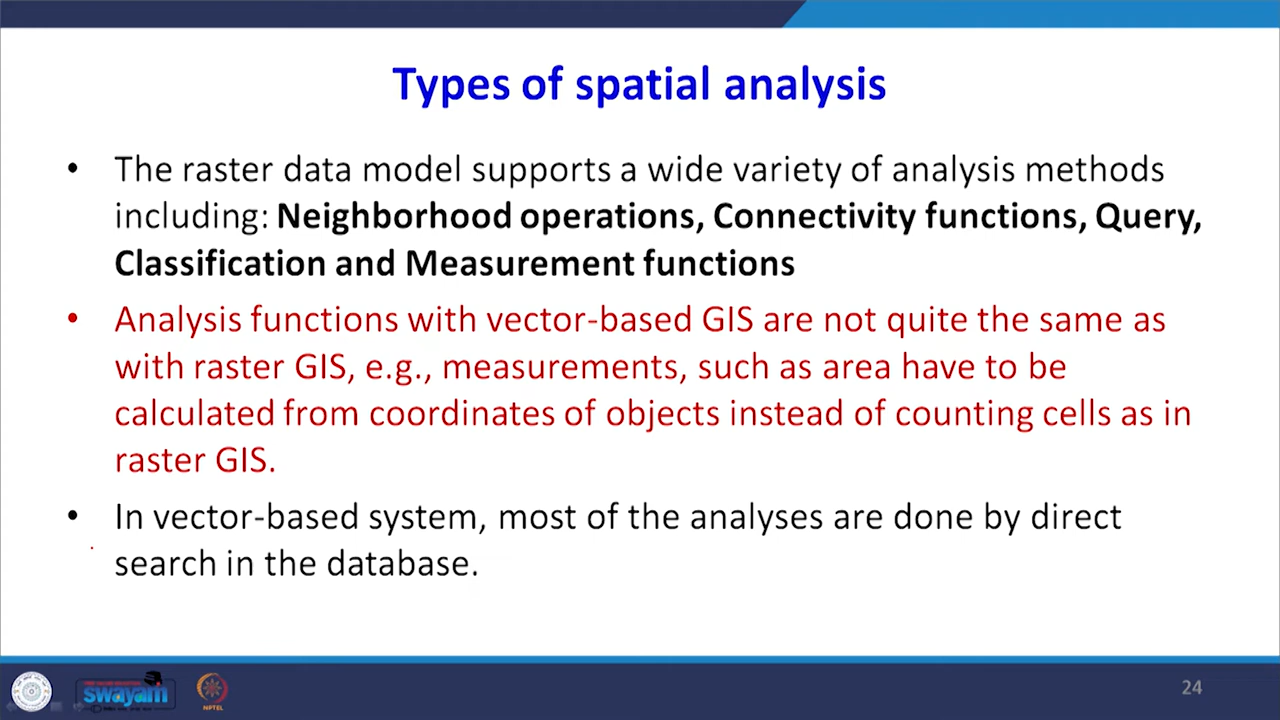 Types of spatial analysis
• The raster data model supports a wide variety of analysis methods
including: Neighborhood operations, Connectivity functions, Query,
Classification and Measurement functions
• Analysis functions with vector-based GIS are not quite the same as
with raster GIS, e.g., measurements, such as area have to be
calculated from coordinates of objects instead of counting cells as in
raster GIS.
• In vector-based system, most of the analyses are done by direct
search in the database.
swayam
NPTEL
24